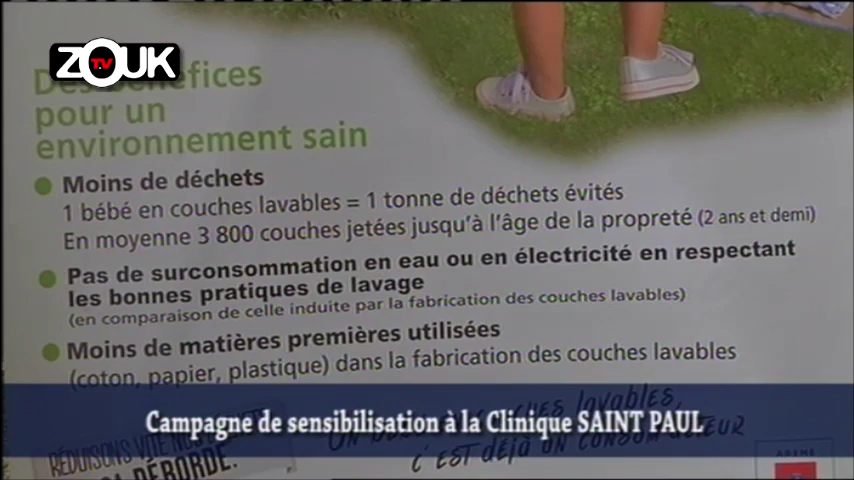 ZOUK TV
Des bénéfices
pour un
environnement sain
Moins de déchets
1 bébé en couches lavables = 1 tonne de déchets évités
En moyenne 3 800 couches jetées jusqu'à l'âge de la propreté (2 ans et demi)
Pas de surconsommation en eau ou en électricité en respectant
les bonnes pratiques de lavage
(en comparaison de celle induite par la fabrication des couches lavables)
Moins de matières premières utilisées
(coton, papier, plastique) dans la fabrication des couches lavables
Campagne de sensibilisation à la Clinique SAINT PAUL
RÉDUISONS VITE NOS
DÉBORDE.
lavables,
c'est déjà un